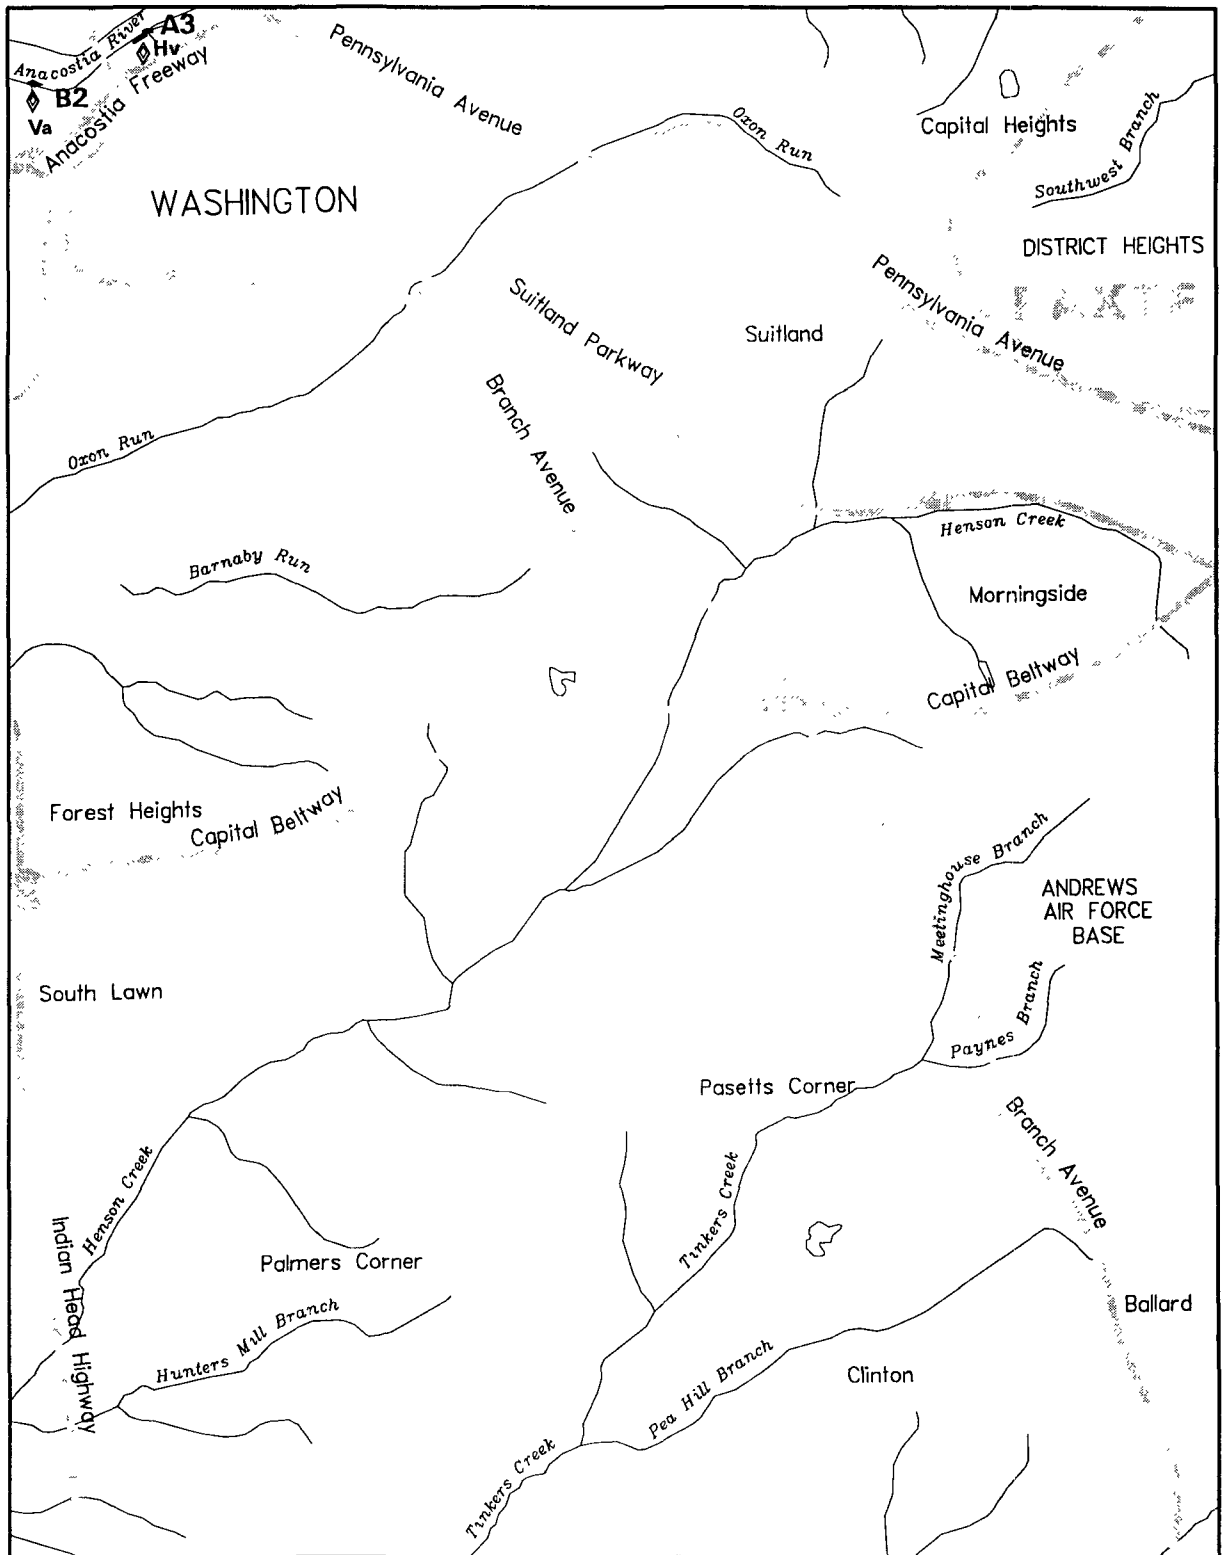 Anacostia River
A3
Hv
B2
Va
Anacostia Freeway
Pennsylvania Avenue
Oxon Run
Capital Heights
Southwest Branch
WASHINGTON
DISTRICT HEIGHTS
Pennsylvania Avenue
Suitland Parkway
Suitland
Branch Avenue
Oxon Run
Henson Creek
Barnaby Run
Morningside
Capital Beltway
Forest Heights
Capital Beltway
Meetinghouse Branch
ANDREWS
AIR FORCE
BASE
South Lawn
Paynes Branch
Pasetts Corner
Branch Avenue
Henson Creek
Tinkers Creek
Indian Head Highway
Palmers Corner
Ballard
Hunters Mill Branch
Pea Hill Branch
Clinton
Tinkers Creek